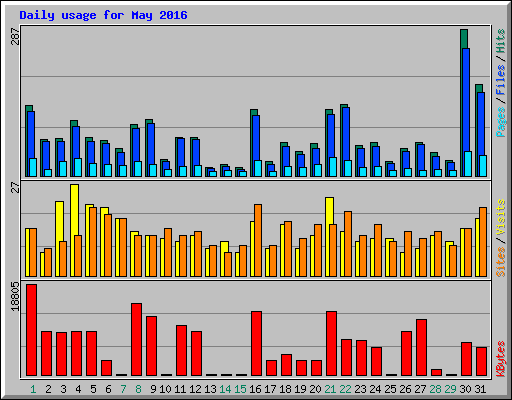 Daily usage for May 2016
287
Pages / Files / Hits
27
Sites / Visits
18805
KBytes
1 2 3 4 5 6 7 8 9 10 11 12 13 14 15 16 17 18 19 20 21 22 23 24 25 26 27 28 29 30 31